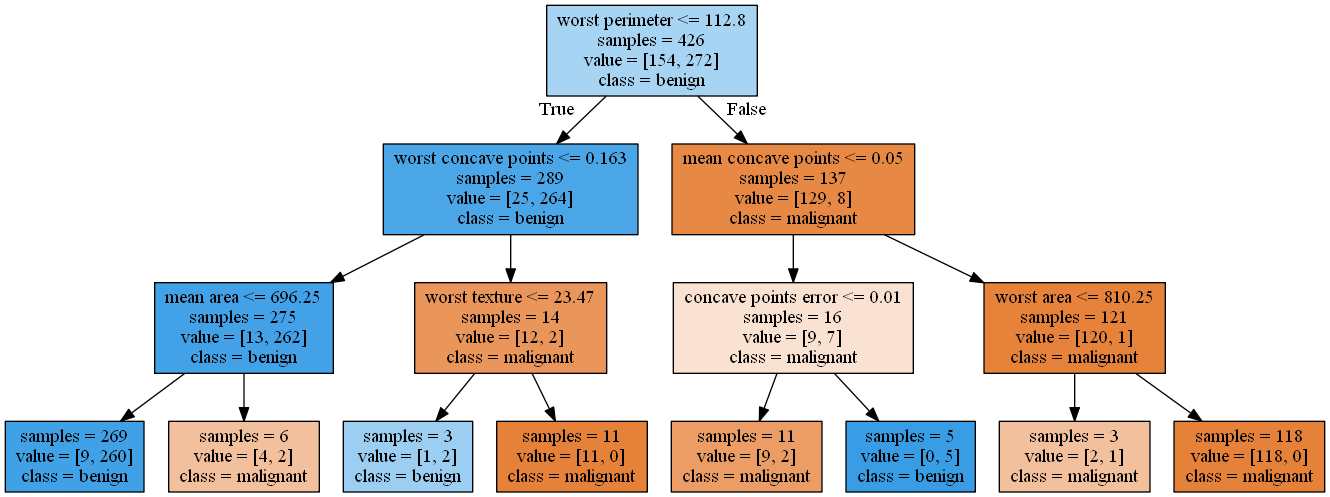 worst perimeter <= 112.8
samples = 426
value = [154, 272]
class = benign
True
False
worst concave points <= 0.163
samples = 289
value = [25, 264]
class = benign
mean concave points <= 0.05
samples = 137
value = [129, 8]
class = malignant
mean area <= 696.25
samples = 275
value = [13, 262]
class = benign
worst texture <= 23.47
samples = 14
value = [12, 2]
class = malignant
concave points error <= 0.01
samples = 16
value = [9, 7]
class = malignant
worst area <= 810.25
samples = 121
value = [120, 1]
class = malignant
samples = 269
value = [9, 260]
class = benign
samples = 6
value = [4, 2]
class = malignant
samples = 3
value = [1, 2]
class = benign
samples = 11
value = [11, 0]
class = malignant
samples = 11
value = [9, 2]
class = malignant
samples = 5
value = [0, 5]
class = benign
samples = 3
value = [2, 1]
class = malignant
samples = 118
value = [118, 0]
class = malignant